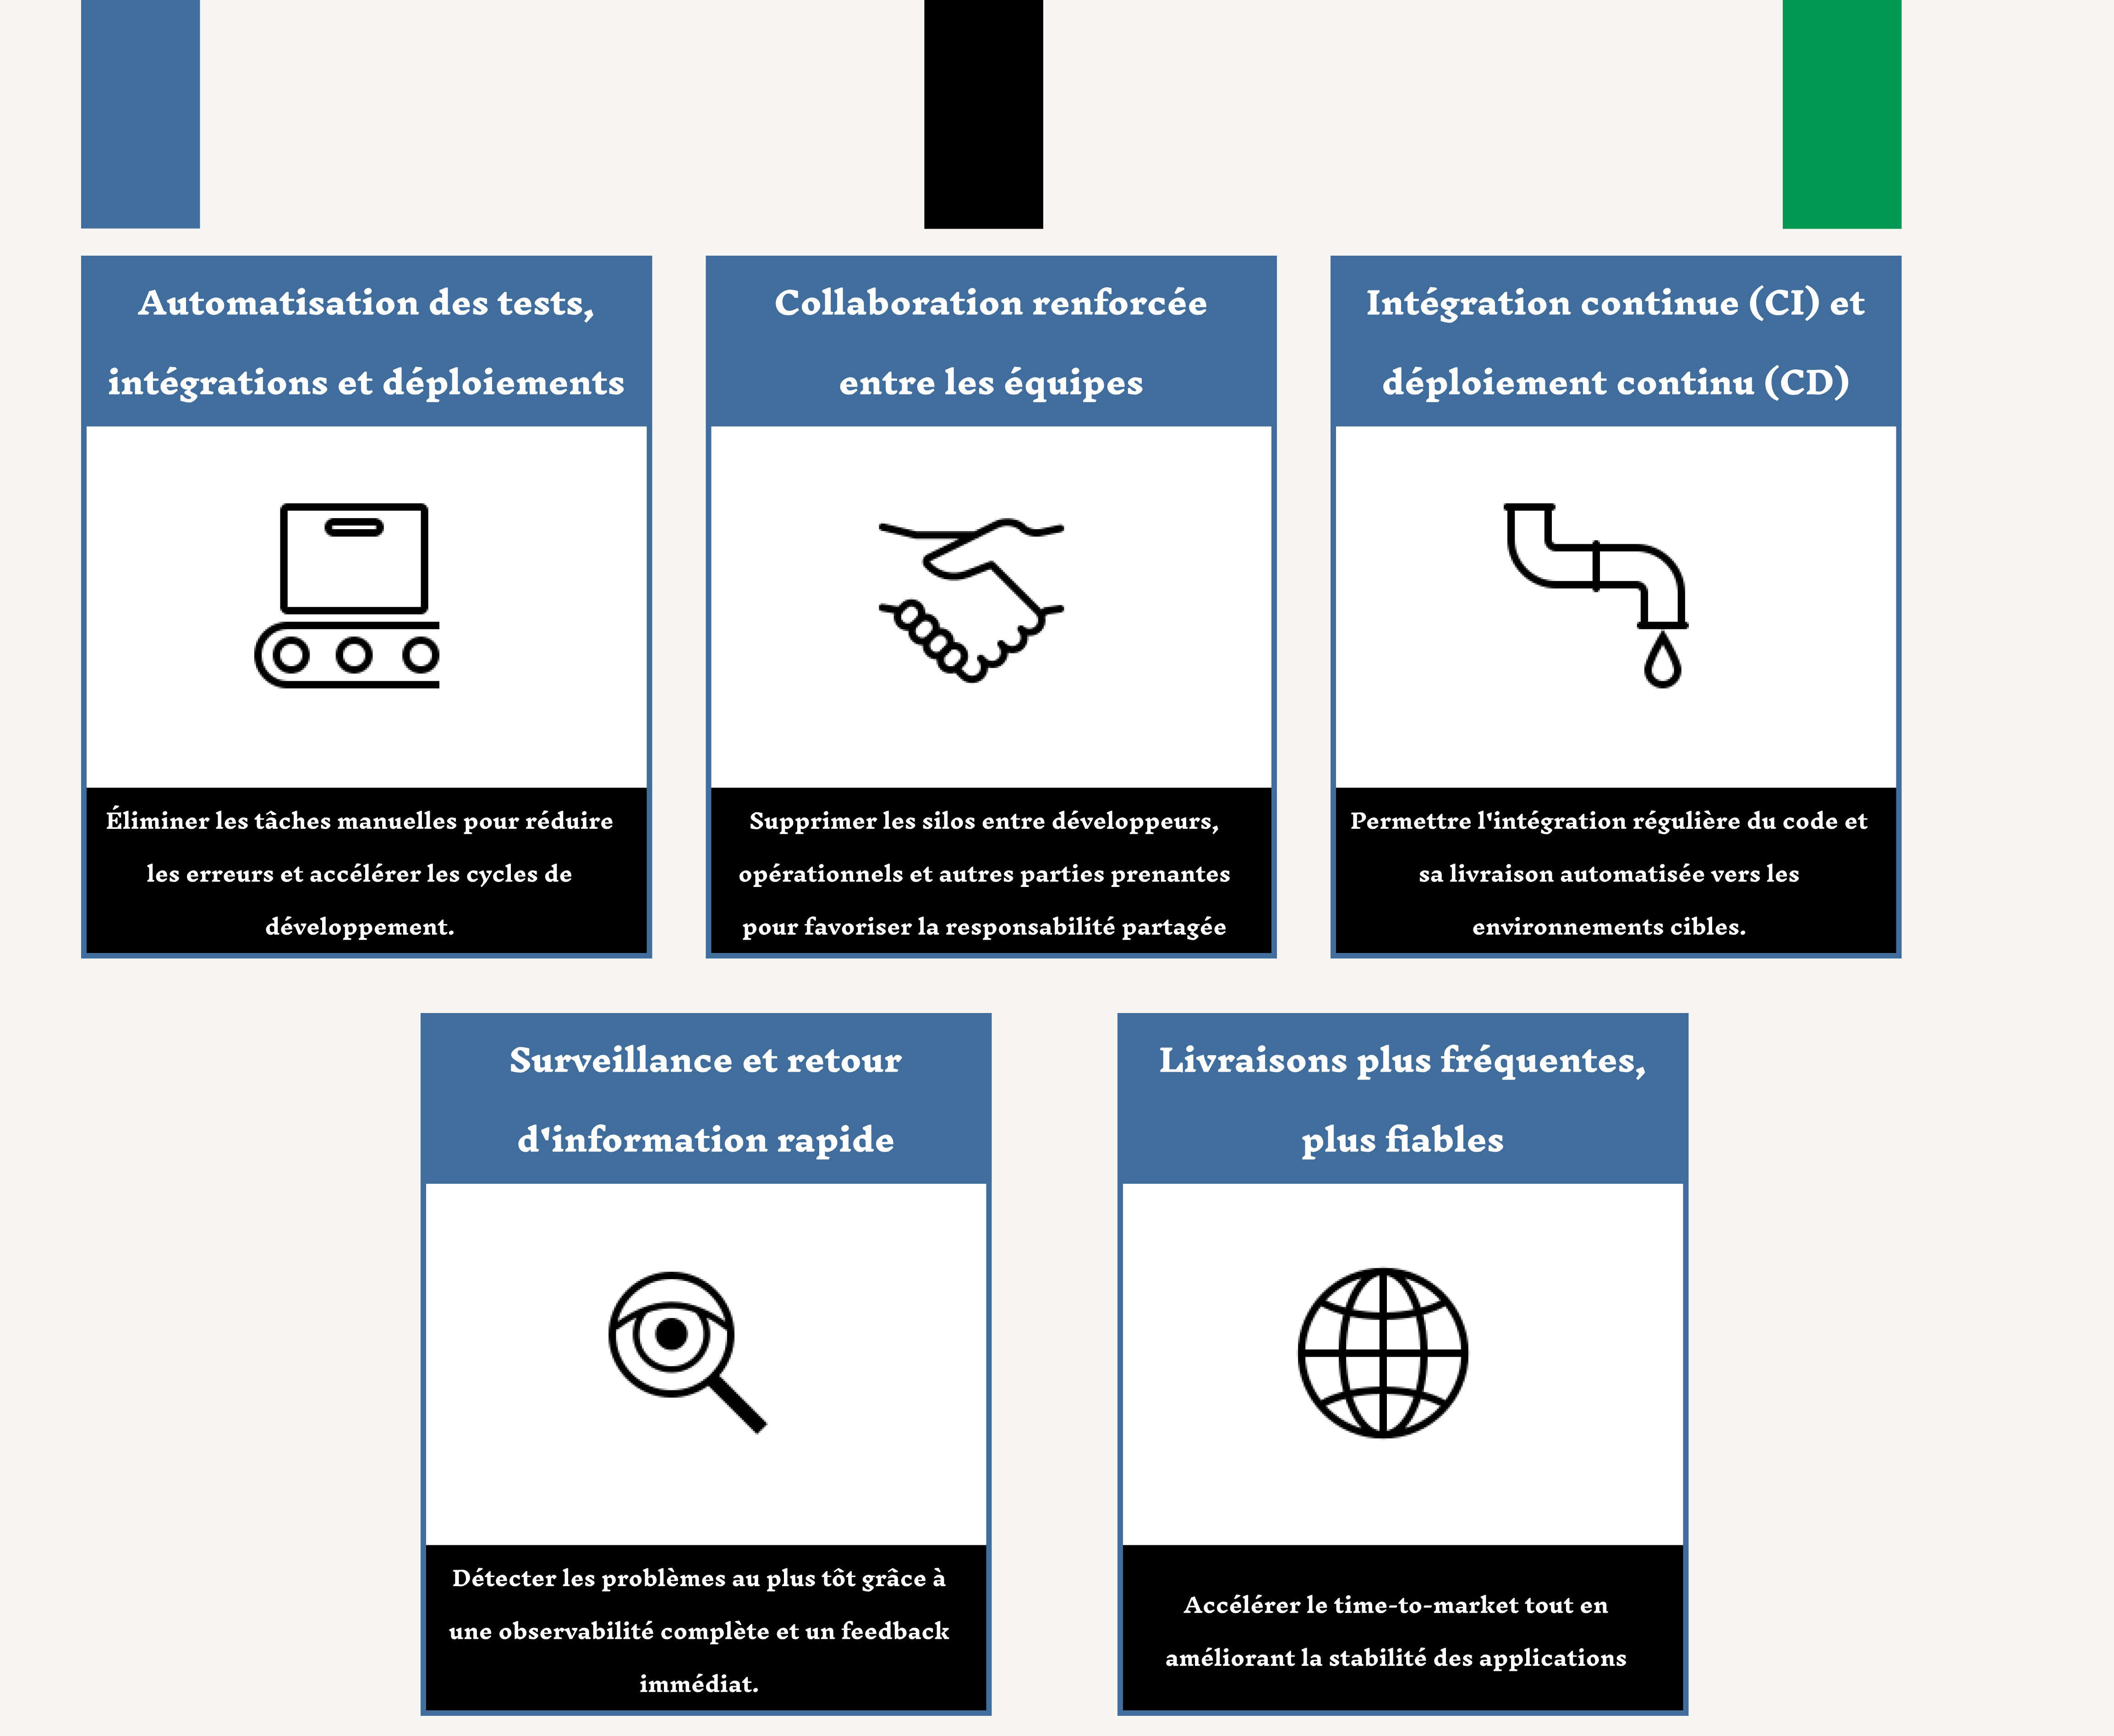 Automatisation des tests,
intégrations et déploiements
Éliminer les tâches manuelles pour réduire
les erreurs et accélérer les cycles de
développement.
Collaboration renforcée
entre les équipes
Supprimer les silos entre développeurs,
opérationnels et autres parties prenantes
pour favoriser la responsabilité partagée
Intégration continue (CI) et
déploiement continu (CD)
Permettre l'intégration régulière du code et
sa livraison automatisée vers les
environnements cibles.
Surveillance et retour
d'information rapide
Détecter les problèmes au plus tôt grâce à
une observabilité complète et un feedback
immédiat.
Livraisons plus fréquentes,
plus fiables
Accélérer le time-to-market tout en
améliorant la stabilité des applications